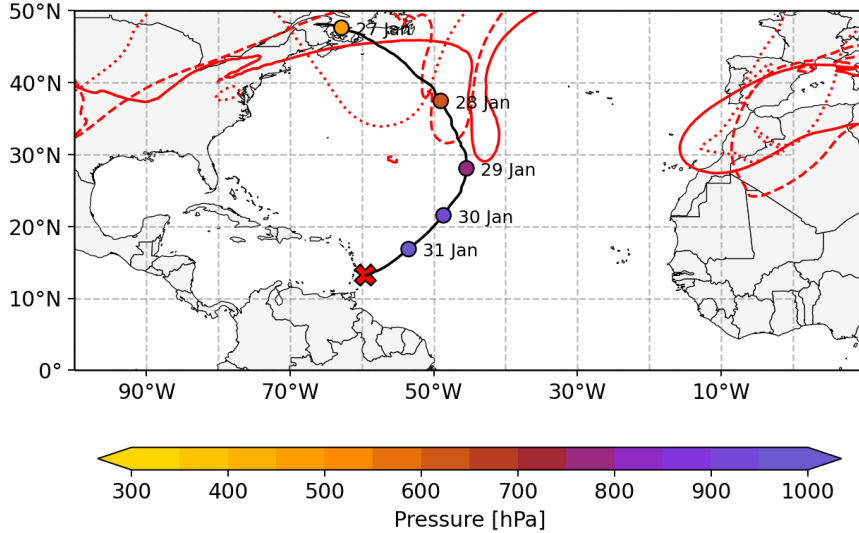 50°N
27 Jan
40°N
28 Jan
30°N
29 Jan
20°N
30 Jan
31 Jan
10°N
0°
90°W 70°W 50°W 30°W 10°W
300 400 500 600 700 800 900 1000
Pressure [hPa]